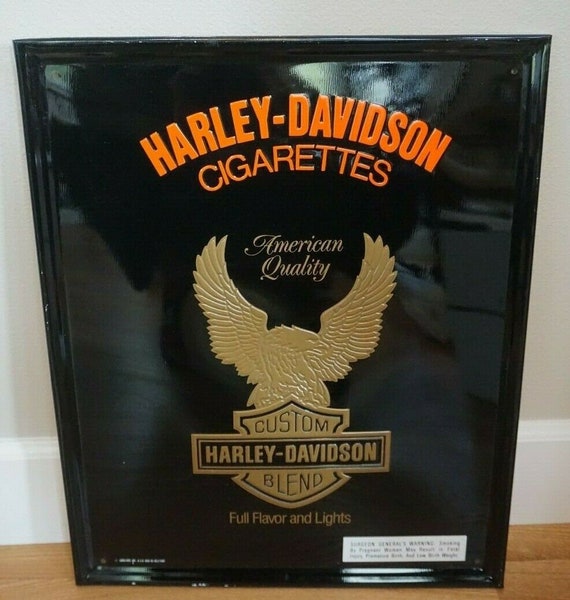 HARLEY-DAVIDSON
CIGARETTES
American
Quality
CUSTOM
HARLEY-DAVIDSON
BLEND
Full Flavor and Lights
SURGEON GENERAL'S WARNING: Smoking
By Pregnant Women May Result in Fetal
Injury, Premature Birth, And Low Birth Weight.